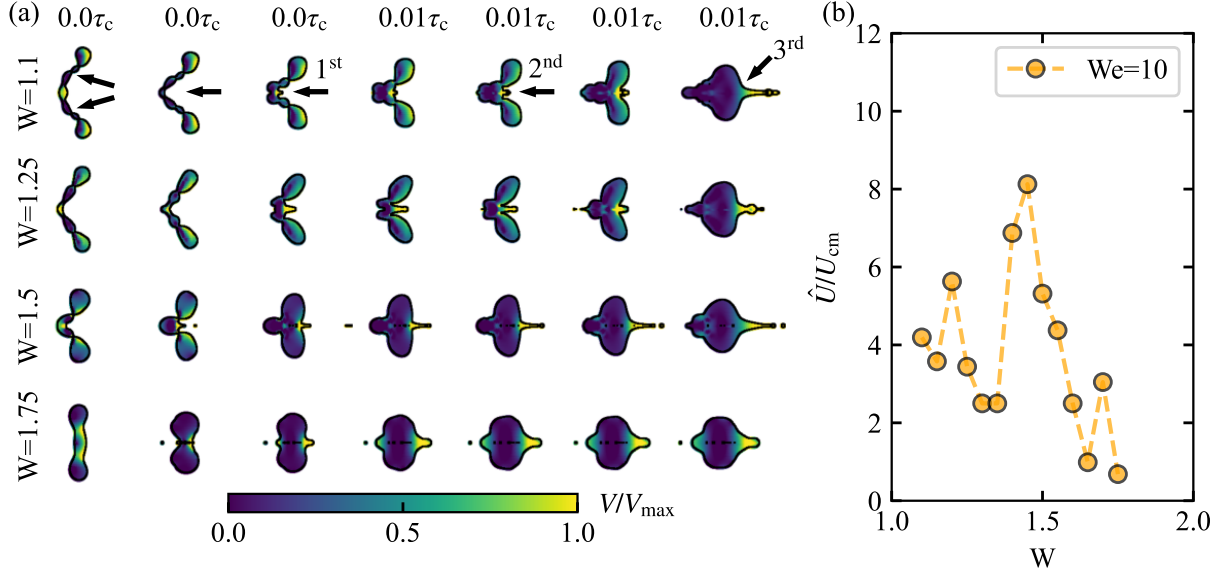 (a)
0.0τc 0.0τc 0.0τc 0.01τc 0.01τc 0.01τc 0.01τc
W=1.1
1st
2nd
3rd
W=1.25
W=1.5
W=1.75
V/Vmax
0.0 0.5 1.0
(b)
We=10
12
10
8
6
4
2
0
Û/Ucm
1.0 1.5 2.0
W